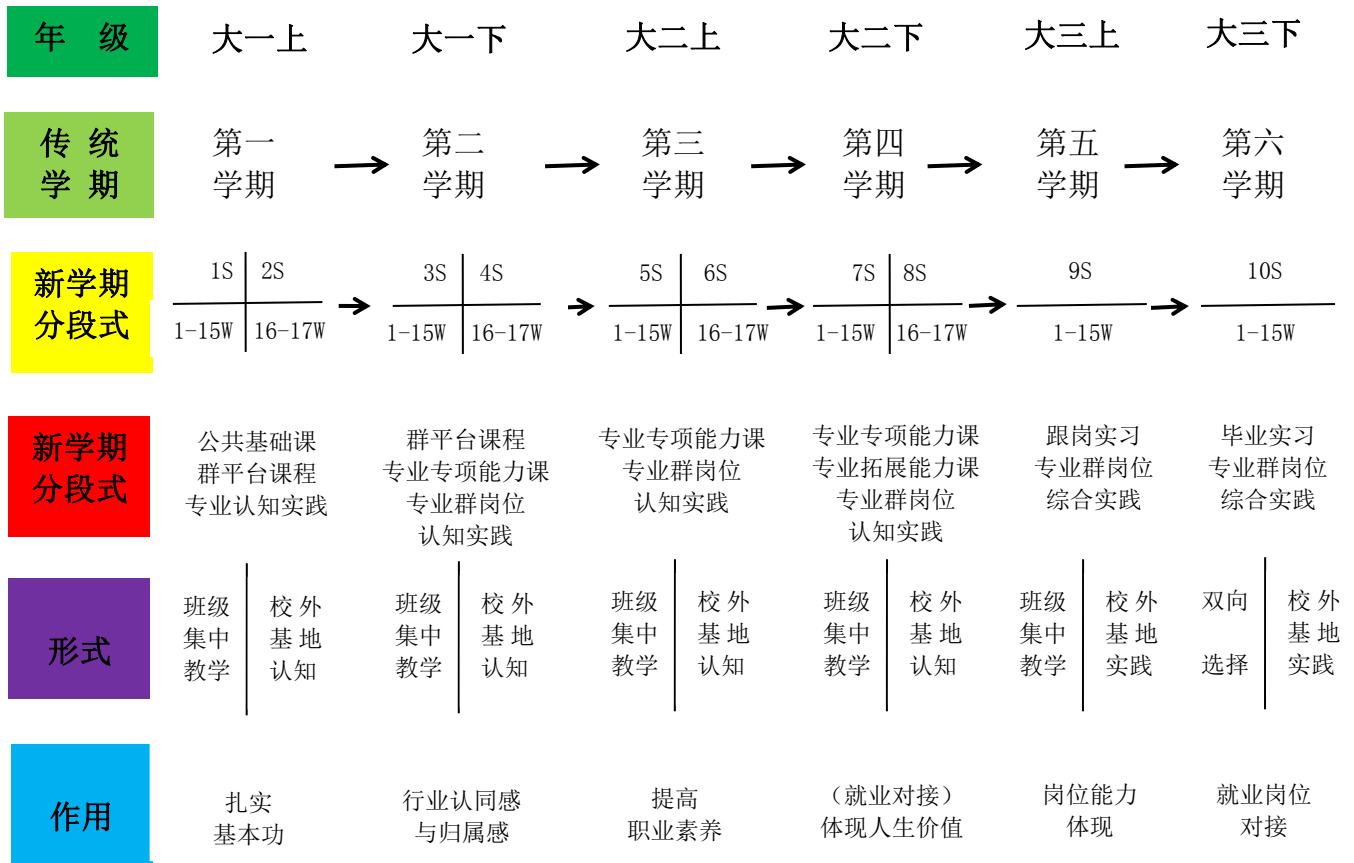 年 级 大一上 大一下 大二上 大二下 大三上 大三下
传 统 第一 第二 第三 第四 第五 第六
学 期 学期 学期 学期 学期 学期 学期
新学期 1S 2S 3S 4S 5S 6S 7S 8S 9S 10S
分段式 1-15W 16-17W 1-15W 16-17W 1-15W 16-17W 1-15W 16-17W 1-15W 1-15W
新学期
分段式
公共基础课
群平台课程
专业认知实践
群平台课程
专业专项能力课
专业群岗位
认知实践
专业专项能力课
专业群岗位
认知实践
专业专项能力课
专业拓展能力课
专业群岗位
认知实践
跟岗实习
专业群岗位
综合实践
毕业实习
专业群岗位
综合实践
形式
班级 校外 班级 校外 班级 校外 班级 校外 班级 校外 双向 校外
集中 基地 集中 基地 集中 基地 集中 基地 集中 基地 基地
教学 认知 教学 认知 教学 认知 教学 认知 教学 实践 选择 实践
作用
扎实
基本功
行业认同感
与归属感
提高
职业素养
（就业对接）
体现人生价值
岗位能力
体现
就业岗位
对接